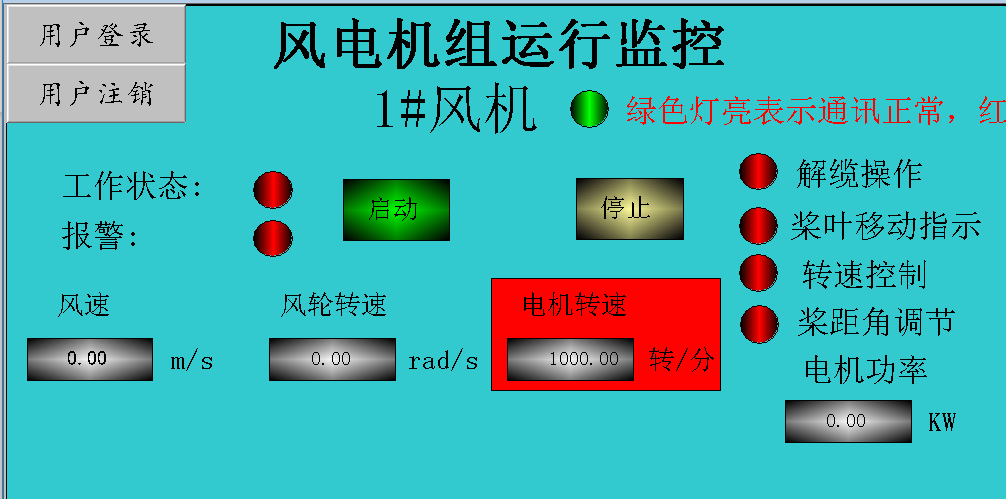 用户登录
用户注销
风电机组运行监控
1#风机
绿色灯亮表示通讯正常，红
工作状态:
报警:
启动
停止
解缆操作
桨叶移动指示
转速控制
桨距角调节
风速
0.00 m/s
风轮转速
0.00 rad/s
电机转速
1000.00 转/分
电机功率
0.00 KW